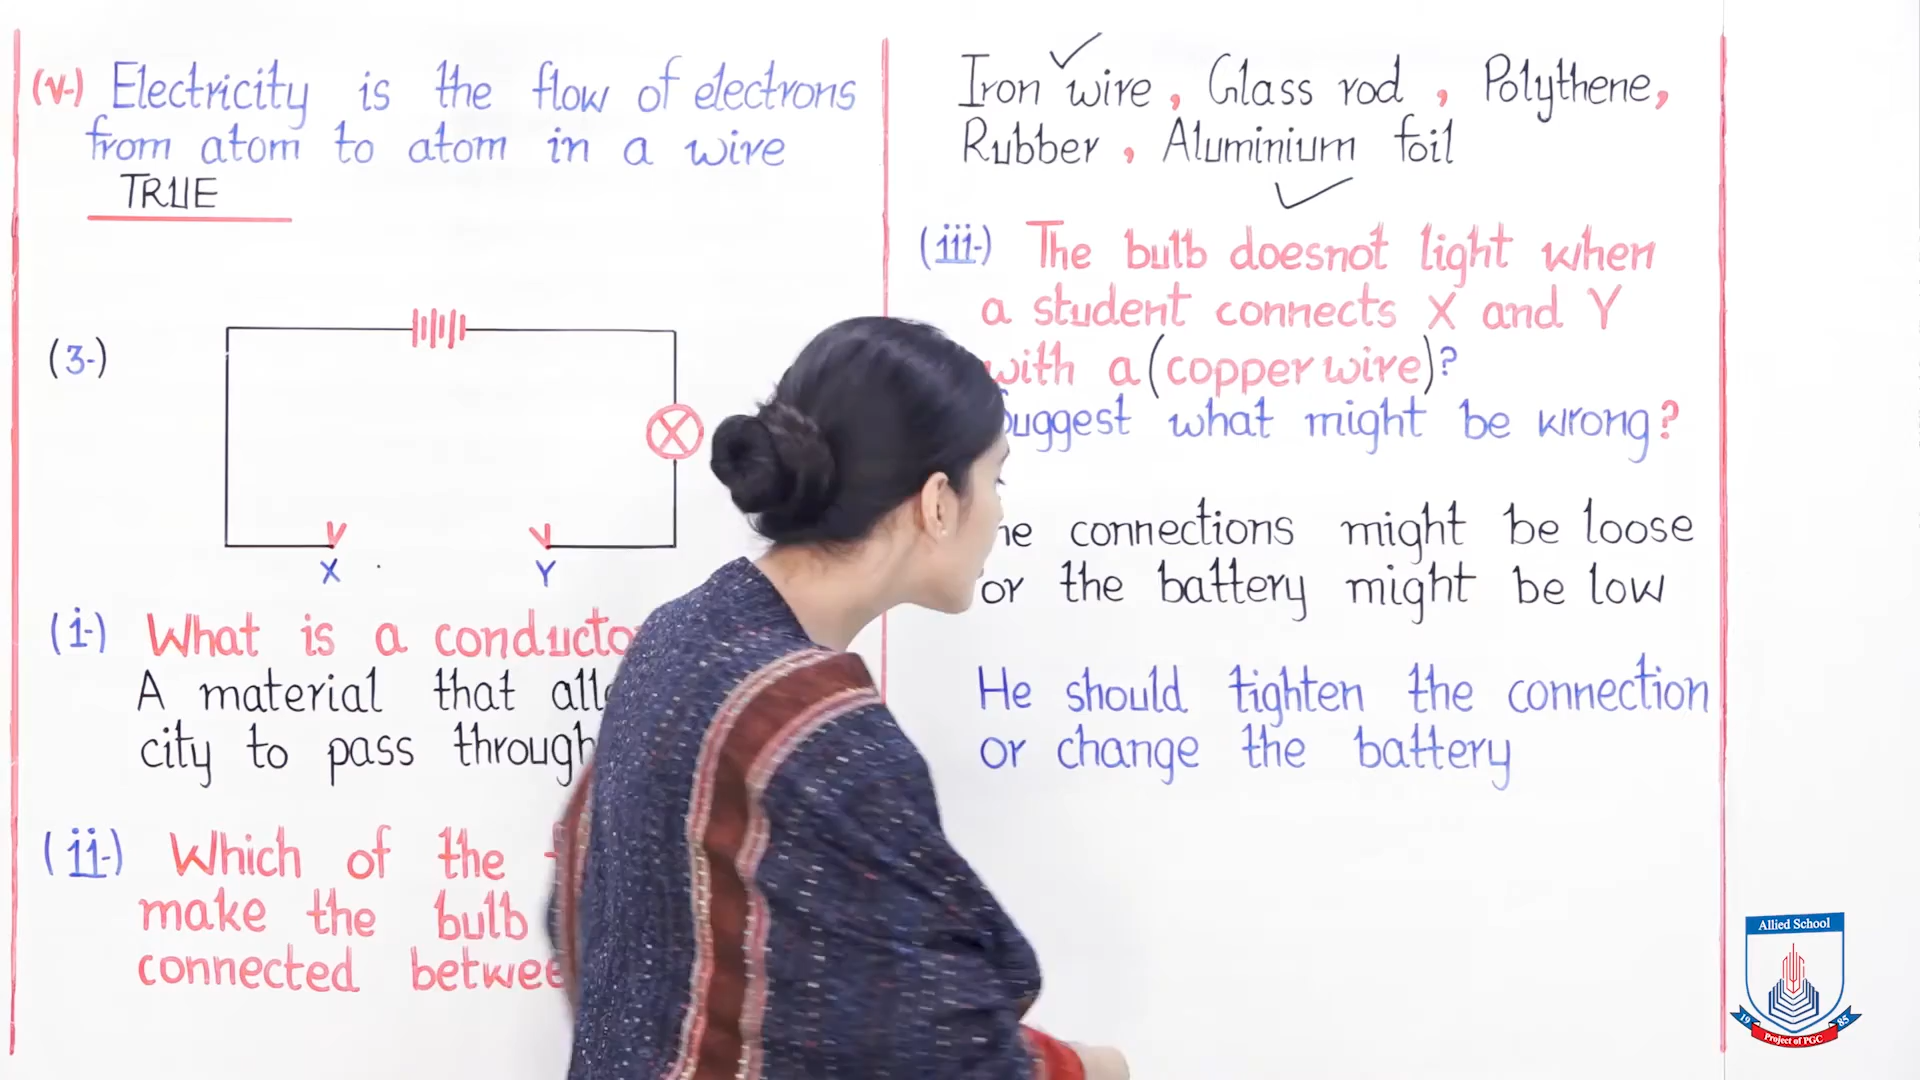 (v-) Electricity is the flow of electrons
from atom to atom in a wire
TRUE
(3-)
X
Y
(i-) What is a
A material that
city to pass through
(ii-) Which of the
make the bulb
connected
Iron wire, Glass rod, Polythene,
Rubber, Aluminium foil
(iii-) The bulb doesnot light when
a student connects X and Y
with a (copper wire)?
uggest what might be wrong?
connections might be loose
or the battery might be low
He should tighten the connection
or change the battery
Allied School
19 85
Project of PGC